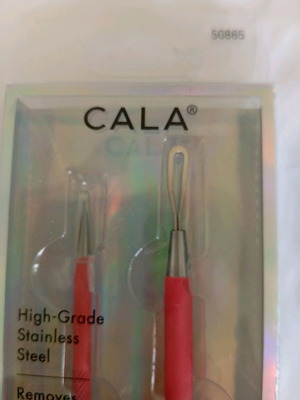 50865
CALA®
High-Grade
Stainless
Steel
Removes